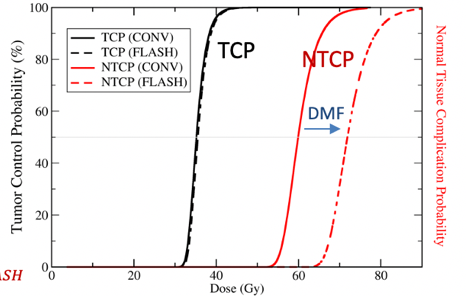 TCP (CONV)
TCP (FLASH)
NTCP (CONV)
NTCP (FLASH)
TCP
NTCP
DMF
Tumor Control Probability (%)
Normal Tissue Complication Probability
100
80
60
40
20
0
0 20 40 60 80
Dose (Gy)
ASH